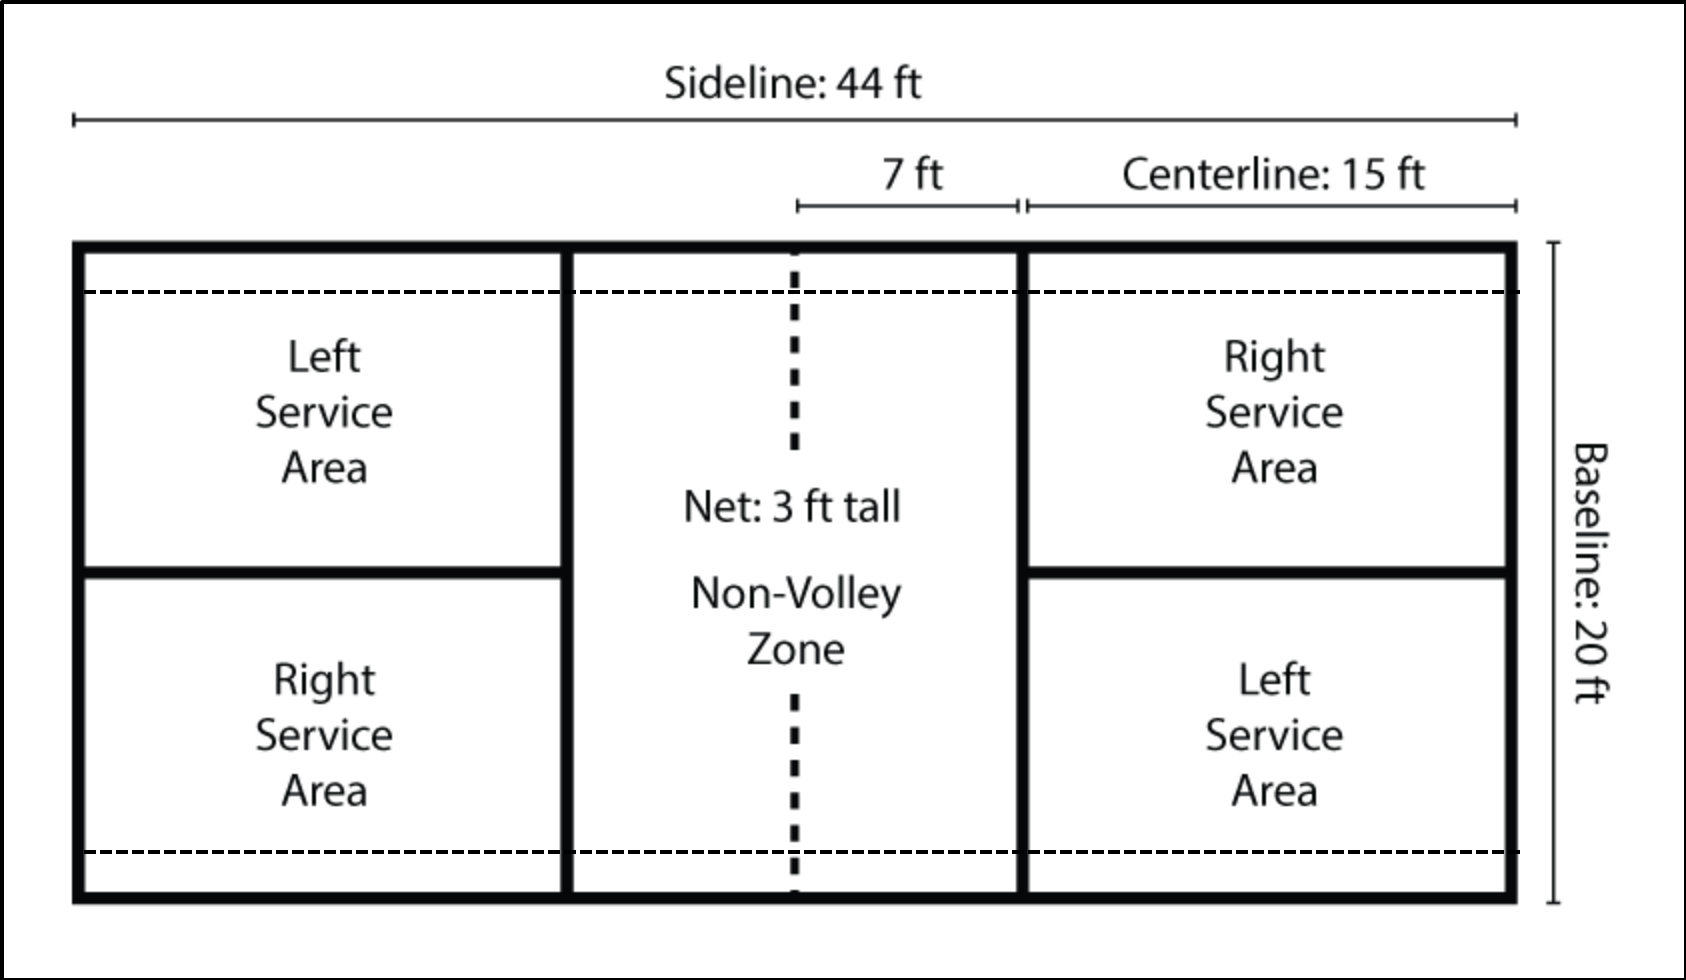 Sideline: 44 ft
7 ft
Centerline: 15 ft
Left
Service
Area
Right
Service
Area
Net: 3 ft tall
Non-Volley
Zone
Right
Service
Area
Left
Service
Area
Baseline: 20 ft